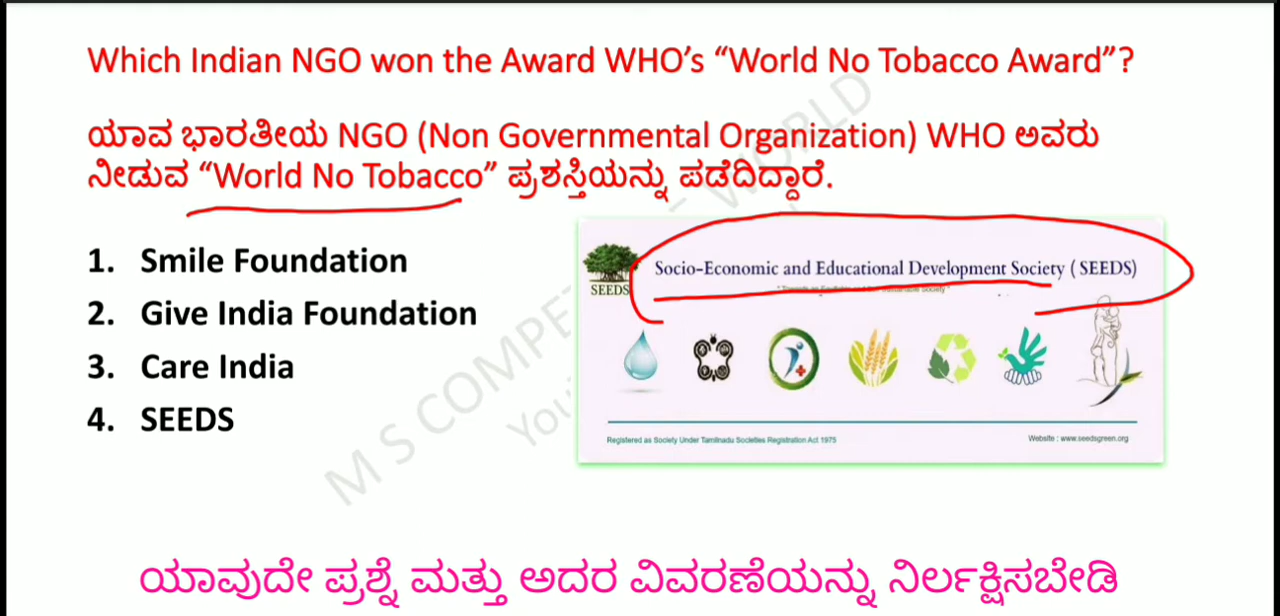 Which Indian NGO won the Award WHO’s “World No Tobacco Award”?
ಯಾವ ಭಾರತೀಯ NGO (Non Governmental Organization) WHO ಅವರು
ನೀಡುವ “World No Tobacco” ಪ್ರಶಸ್ತಿಯನ್ನು ಪಡೆದಿದ್ದಾರೆ.
1. Smile Foundation
2. Give India Foundation
3. Care India
4. SEEDS
Socio-Economic and Educational Development Society ( SEEDS)
SEEDS
Registered as Society Under Tamilnadu Societies Registration Act 1975
Website : www.seedsgreen.org
M S COMPE
WORLD
You
ಯಾವುದೇ ಪ್ರಶ್ನೆ ಮತ್ತು ಅದರ ವಿವರಣೆಯನ್ನು ನಿರ್ಲಕ್ಷಿಸಬೇಡಿ